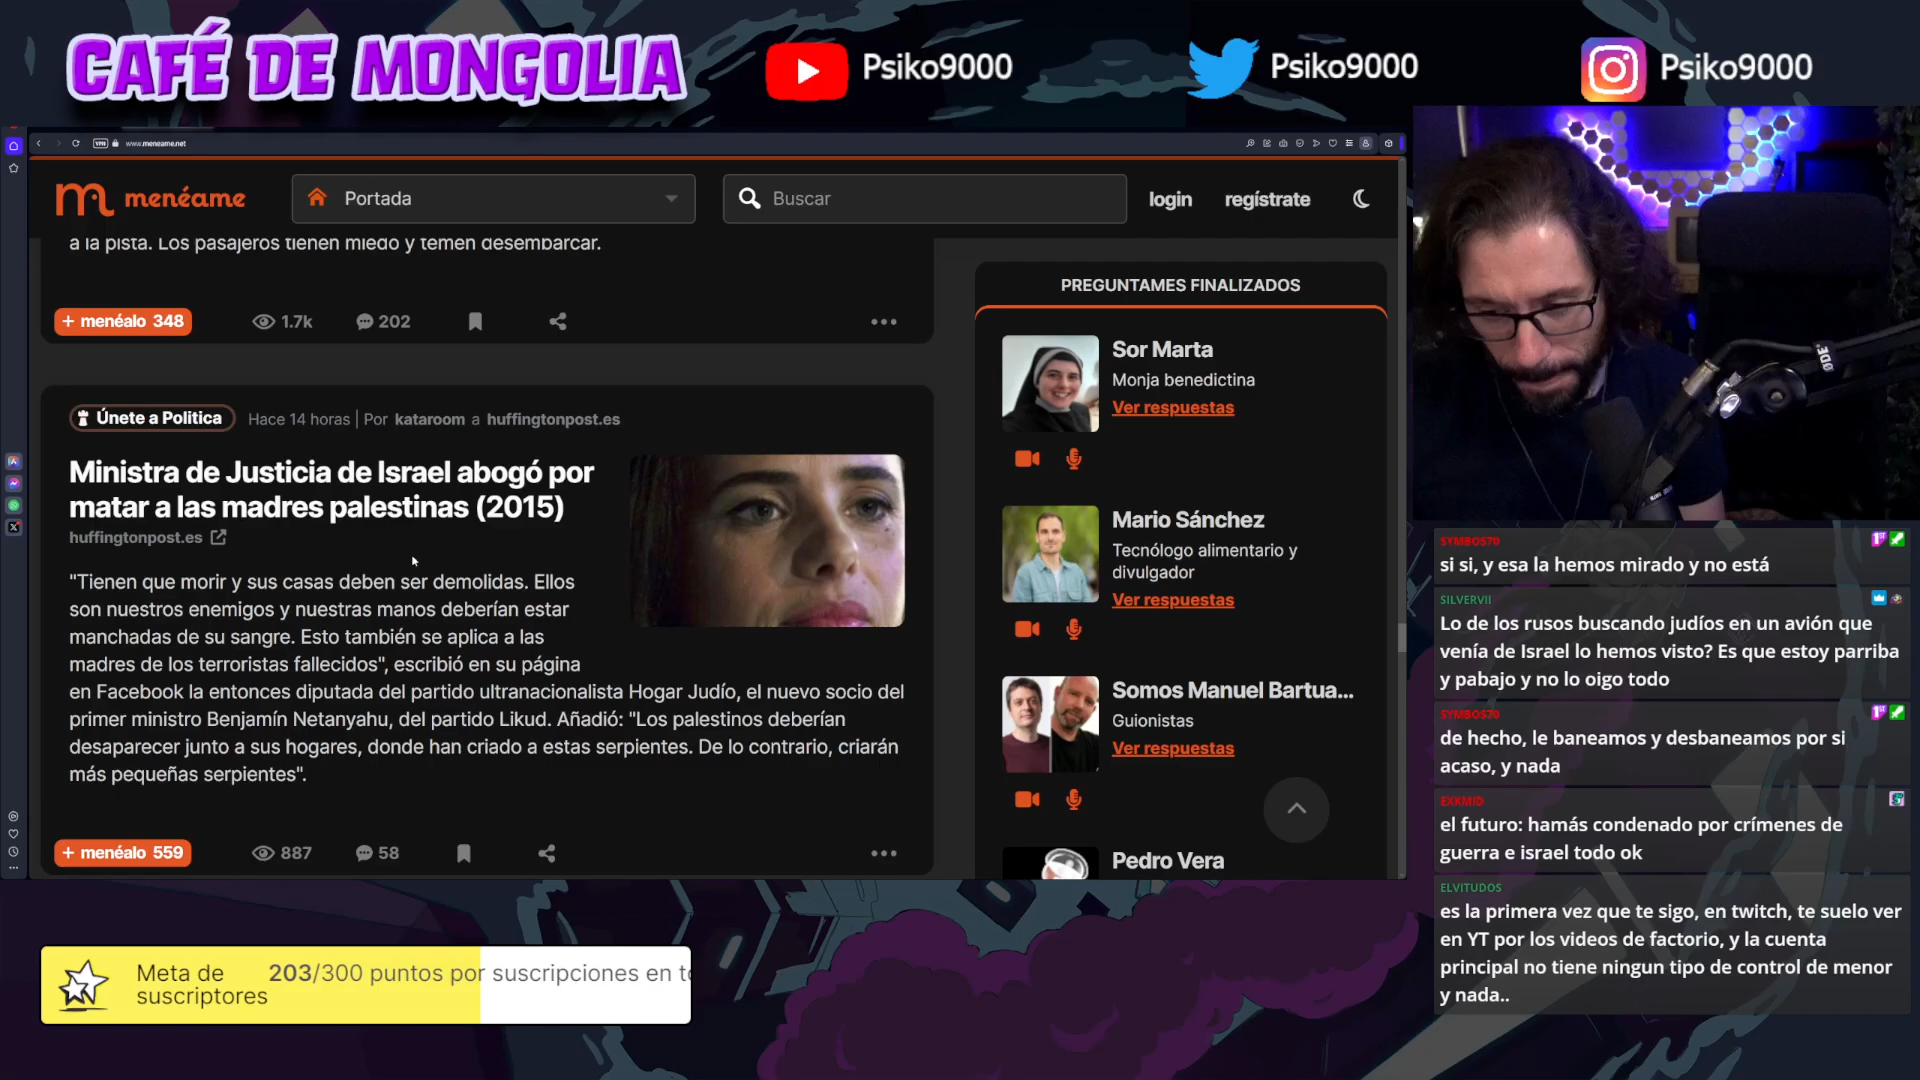 CAFÉ DE MONGOLIA
Psiko9000
Psiko9000
Psiko9000
VPN
www.meneame.net
menéame
Portada
Buscar
login
regístrate
a la pista. Los pasajeros tienen miedo y temen desembarcar.
+ menéalo 348
1.7k
202
Únete a Politica
Hace 14 horas | Por kataroom a huffingtonpost.es
Ministra de Justicia de Israel abogó por
matar a las madres palestinas (2015)
huffingtonpost.es
"Tienen que morir y sus casas deben ser demolidas. Ellos
son nuestros enemigos y nuestras manos deberían estar
manchadas de su sangre. Esto también se aplica a las
madres de los terroristas fallecidos", escribió en su página
en Facebook la entonces diputada del partido ultranacionalista Hogar Judío, el nuevo socio del
primer ministro Benjamín Netanyahu, del partido Likud. Añadió: "Los palestinos deberían
desaparecer junto a sus hogares, donde han criado a estas serpientes. De lo contrario, criarán
más pequeñas serpientes".
+ menéalo 559
887
58
PREGUNTAMES FINALIZADOS
Sor Marta
Monja benedictina
Ver respuestas
Mario Sánchez
Tecnólogo alimentario y
divulgador
Ver respuestas
Somos Manuel Bartua...
Guionistas
Ver respuestas
Pedro Vera
SYMBOS70
si si, y esa la hemos mirado y no está
SILVERVII
Lo de los rusos buscando judíos en un avión que
venía de Israel lo hemos visto? Es que estoy parriba
y pabajo y no lo oigo todo
SYMBOS70
de hecho, le baneamos y desbaneamos por si
acaso, y nada
EXKMID
el futuro: hamás condenado por crímenes de
guerra e israel todo ok
ELVITUDOS
es la primera vez que te sigo, en twitch, te suelo ver
en YT por los videos de factorio, y la cuenta
principal no tiene ningun tipo de control de menor
y nada..
Meta de
suscriptores
203/300 puntos por suscripciones en to